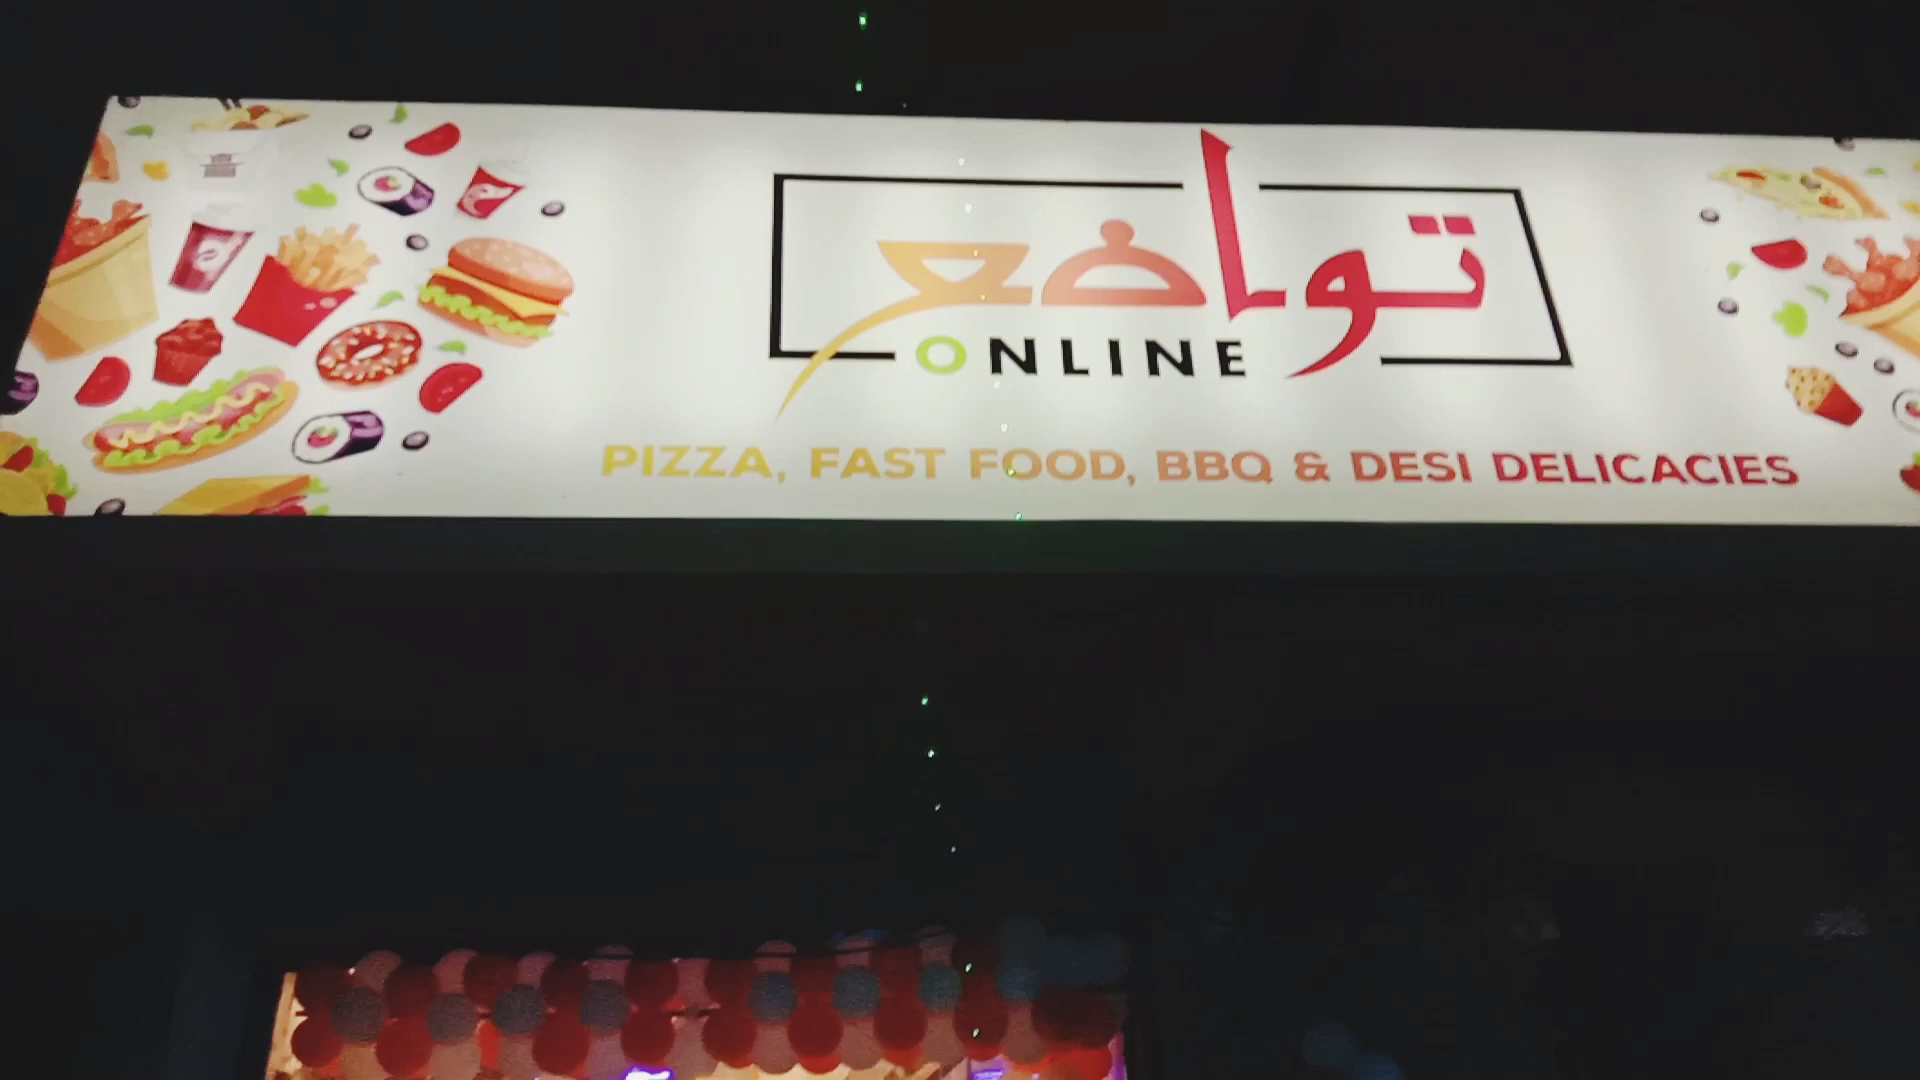 تواضع
ONLINE
PIZZA, FAST FOOD, BBQ & DESI DELICACIES